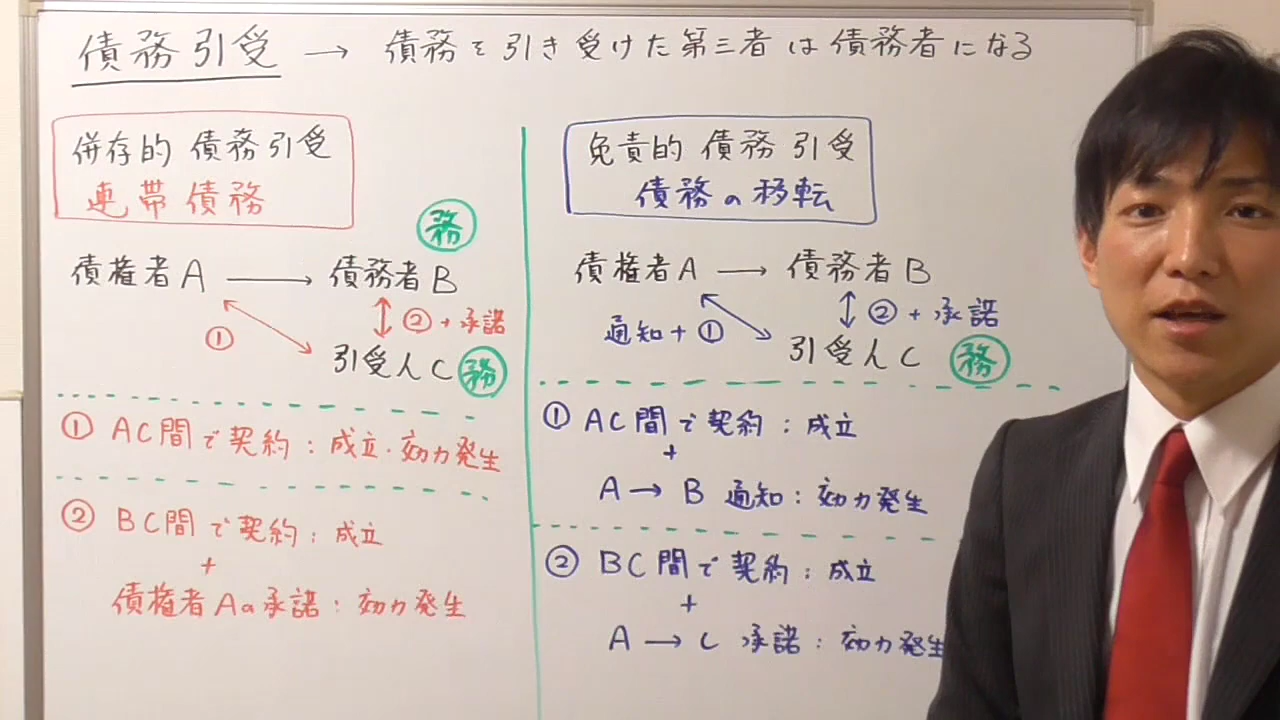 債務引受 → 債務を引き受けた第三者は債務者になる
併存的債務引受
連帯債務
務
債権者A → 債務者B
① ②+承諾
引受人C 務
① AC間で契約：成立・効力発生
② BC間で契約：成立
+
債権者Aの承諾：効力発生
免責的債務引受
債務の移転
債権者A → 債務者B
通知+① ②+承諾
引受人C 務
① AC間で契約：成立
+
A→B 通知：効力発生
② BC間で契約：成立
+
A→C 承諾：効力発生